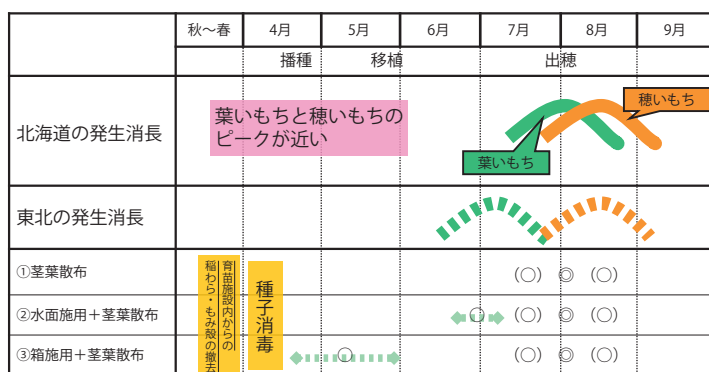 秋～春 4月 5月 6月 7月 8月 9月
播種 移植 出穂
北海道の発生消長
葉いもちと穂いもちの
ピークが近い
穂いもち
葉いもち
東北の発生消長
育苗施設内からの
稲わら・もみ殻の撤去
種子消毒
①茎葉散布 (○) ◎ (○)
②水面施用＋茎葉散布 ○ (○) ◎ (○)
③箱施用＋茎葉散布 ○ (○) ◎ (○)